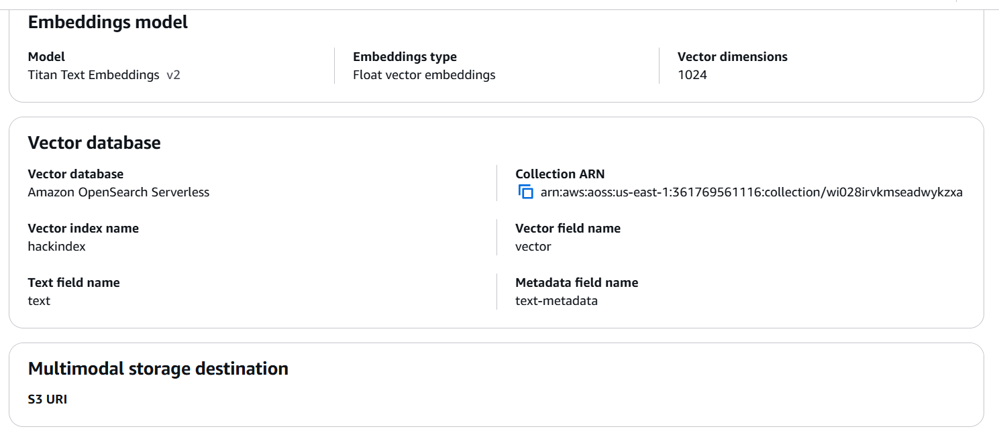 Embeddings model
Model
Titan Text Embeddings v2
Embeddings type
Float vector embeddings
Vector dimensions
1024
Vector database
Vector database
Amazon OpenSearch Serverless
Collection ARN
arn:aws:aoss:us-east-1:361769561116:collection/wi028irvkmseadwykzxa
Vector index name
hackindex
Vector field name
vector
Text field name
text
Metadata field name
text-metadata
Multimodal storage destination
S3 URI